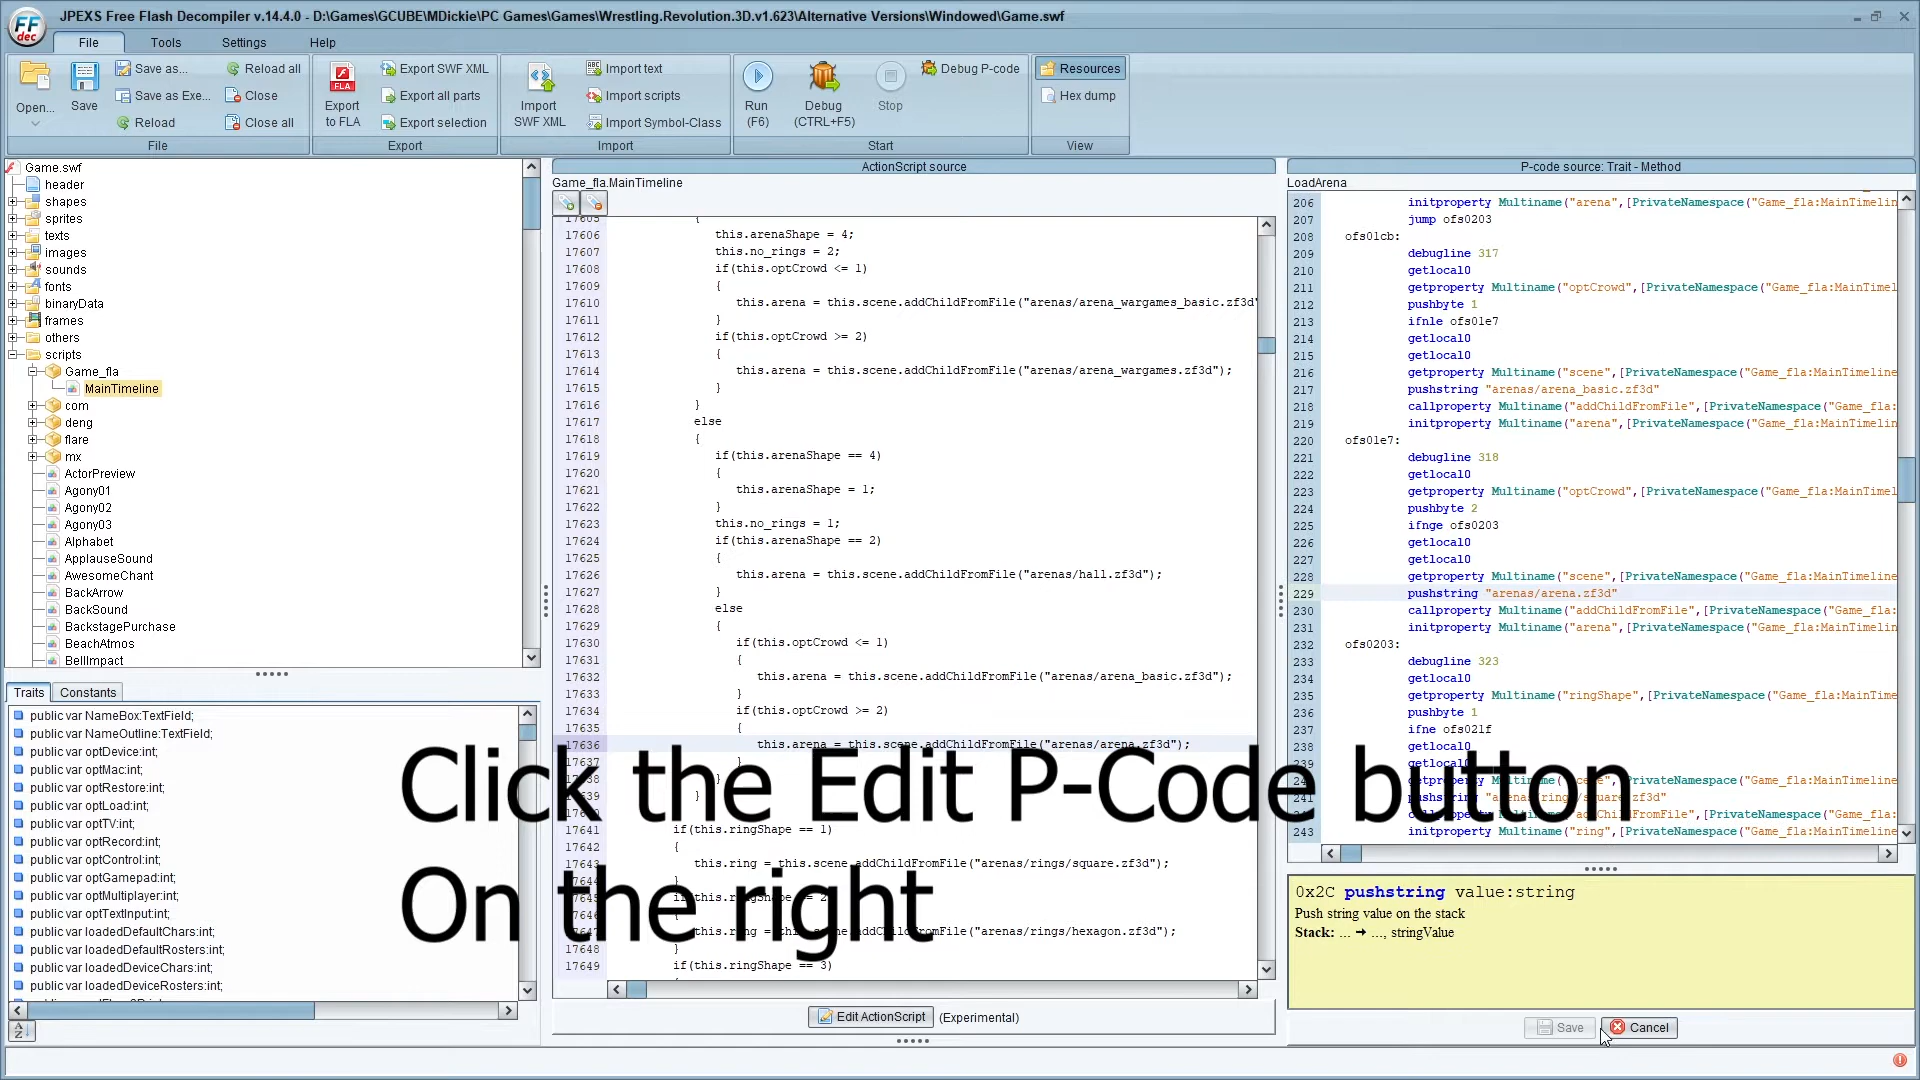 JPEXS Free Flash Decompiler v.14.4.0 - D:\Games\GCUBE\MDickie\PC Games\Games\Wrestling.Revolution.3D.v1.623\Alternative Versions\Windowed\Game.swf
FF dec
File Tools Settings Help
Open...
Save
Save as...
Save as Exe...
Reload
Reload all
Close
Close all
File
Export to FLA
Export SWF XML
Export all parts
Export selection
Export
Import SWF XML
Import text
Import scripts
Import Symbol-Class
Import
Run (F6)
Debug (CTRL+F5)
Stop
Debug P-code
Start
Resources
Hex dump
View
Game.swf
header
shapes
sprites
texts
images
sounds
fonts
binaryData
frames
others
scripts
Game_fla
MainTimeline
com
deng
flare
mx
ActorPreview
Agony01
Agony02
Agony03
Alphabet
ApplauseSound
AwesomeChant
BackArrow
BackSound
BackstagePurchase
BeachAtmos
BellImpact
Traits Constants
public var NameBox:TextField;
public var NameOutline:TextField;
public var optDevice:int;
public var optMac:int;
public var optRestore:int;
public var optLoad:int;
public var optTV:int;
public var optRecord:int;
public var optControl:int;
public var optGamepad:int;
public var optMultiplayer:int;
public var optTextInput:int;
public var loadedDefaultChars:int;
public var loadedDefaultRosters:int;
public var loadedDeviceChars:int;
public var loadedDeviceRosters:int;
ActionScript source
Game_fla.MainTimeline
17605 {
17606 this.arenaShape = 4;
17607 this.no_rings = 2;
17608 if(this.optCrowd <= 1)
17609 {
17610 this.arena = this.scene.addChildFromFile("arenas/arena_wargames_basic.zf3d"
17611 }
17612 if(this.optCrowd >= 2)
17613 {
17614 this.arena = this.scene.addChildFromFile("arenas/arena_wargames.zf3d");
17615 }
17616 }
17617 else
17618 {
17619 if(this.arenaShape == 4)
17620 {
17621 this.arenaShape = 1;
17622 }
17623 this.no_rings = 1;
17624 if(this.arenaShape == 2)
17625 {
17626 this.arena = this.scene.addChildFromFile("arenas/hall.zf3d");
17627 }
17628 else
17629 {
17630 if(this.optCrowd <= 1)
17631 {
17632 this.arena = this.scene.addChildFromFile("arenas/arena_basic.zf3d");
17633 }
17634 if(this.optCrowd >= 2)
17635 {
17636 this.arena = this.scene.addChildFromFile("arenas/arena.zf3d");
17637 }
}
}
17641 if(this.ringShape == 1)
17642 {
17643 this.ring = this.scene.addChildFromFile("arenas/rings/square.zf3d");
}
{
this.ring = this.scene.addChildFromFile("arenas/rings/hexagon.zf3d");
17648 }
17649 if(this.ringShape == 3)
Click the Edit P-Code button
On the right
Edit ActionScript (Experimental)
P-code source: Trait - Method
LoadArena
206 initproperty Multiname("arena",[PrivateNamespace("Game_fla:MainTimelin
207 jump ofs0203
208 ofs01cb:
209 debugline 317
210 getlocal0
211 getproperty Multiname("optCrowd",[PrivateNamespace("Game_fla:MainTimel
212 pushbyte 1
213 ifnle ofs01e7
214 getlocal0
215 getlocal0
216 getproperty Multiname("scene",[PrivateNamespace("Game_fla:MainTimeline
217 pushstring "arenas/arena_basic.zf3d"
218 callproperty Multiname("addChildFromFile",[PrivateNamespace("Game_fla:
219 initproperty Multiname("arena",[PrivateNamespace("Game_fla:MainTimelin
220 ofs01e7:
221 debugline 318
222 getlocal0
223 getproperty Multiname("optCrowd",[PrivateNamespace("Game_fla:MainTimel
224 pushbyte 2
225 ifnge ofs0203
226 getlocal0
227 getlocal0
228 getproperty Multiname("scene",[PrivateNamespace("Game_fla:MainTimeline
229 pushstring "arenas/arena.zf3d"
230 callproperty Multiname("addChildFromFile",[PrivateNamespace("Game_fla:
231 initproperty Multiname("arena",[PrivateNamespace("Game_fla:MainTimelin
232 ofs0203:
233 debugline 323
234 getlocal0
235 getproperty Multiname("ringShape",[PrivateNamespace("Game_fla:MainTime
236 pushbyte 1
237 ifne ofs021f
238 getlocal0
243 initproperty Multiname("ring",[PrivateNamespace("Game_fla:MainTimeline
0x2C pushstring value:string
Push string value on the stack
Stack: ... ➔ ..., stringValue
Save Cancel